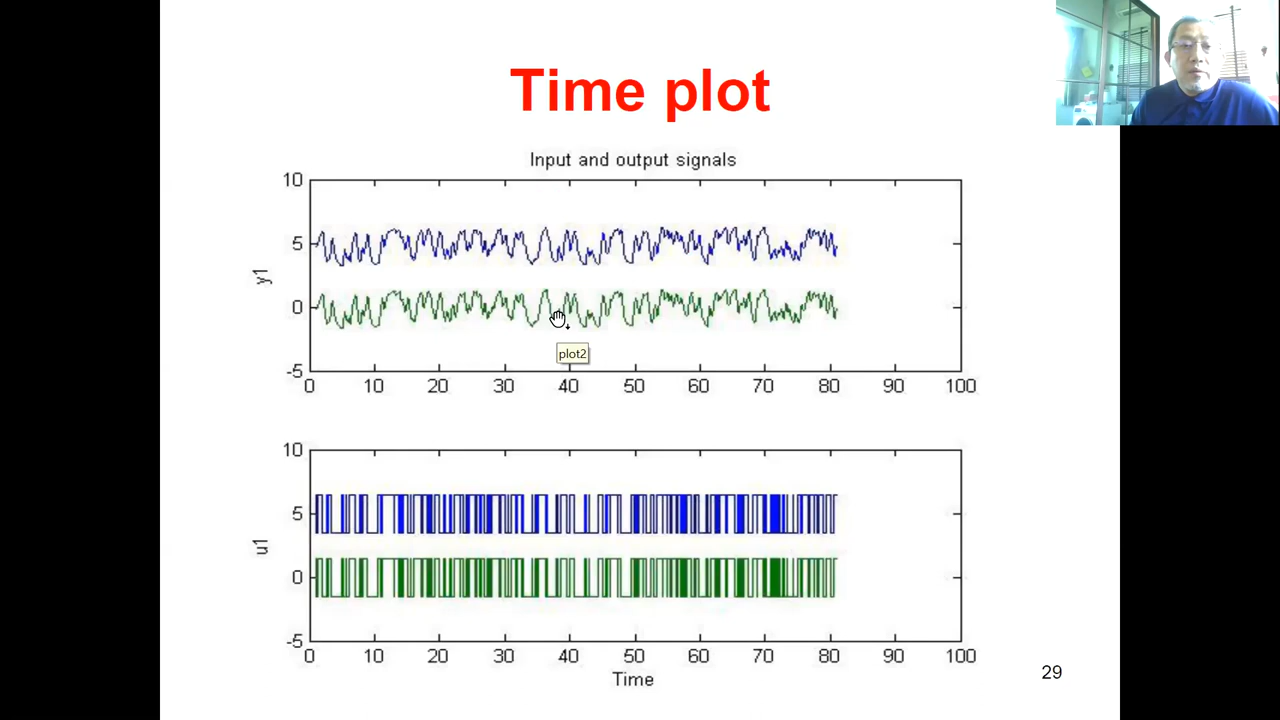 Time plot
Input and output signals
10
5
0
-5
y1
0 10 20 30 40 50 60 70 80 90 100
plot2
10
5
0
-5
u1
0 10 20 30 40 50 60 70 80 90 100
Time
29